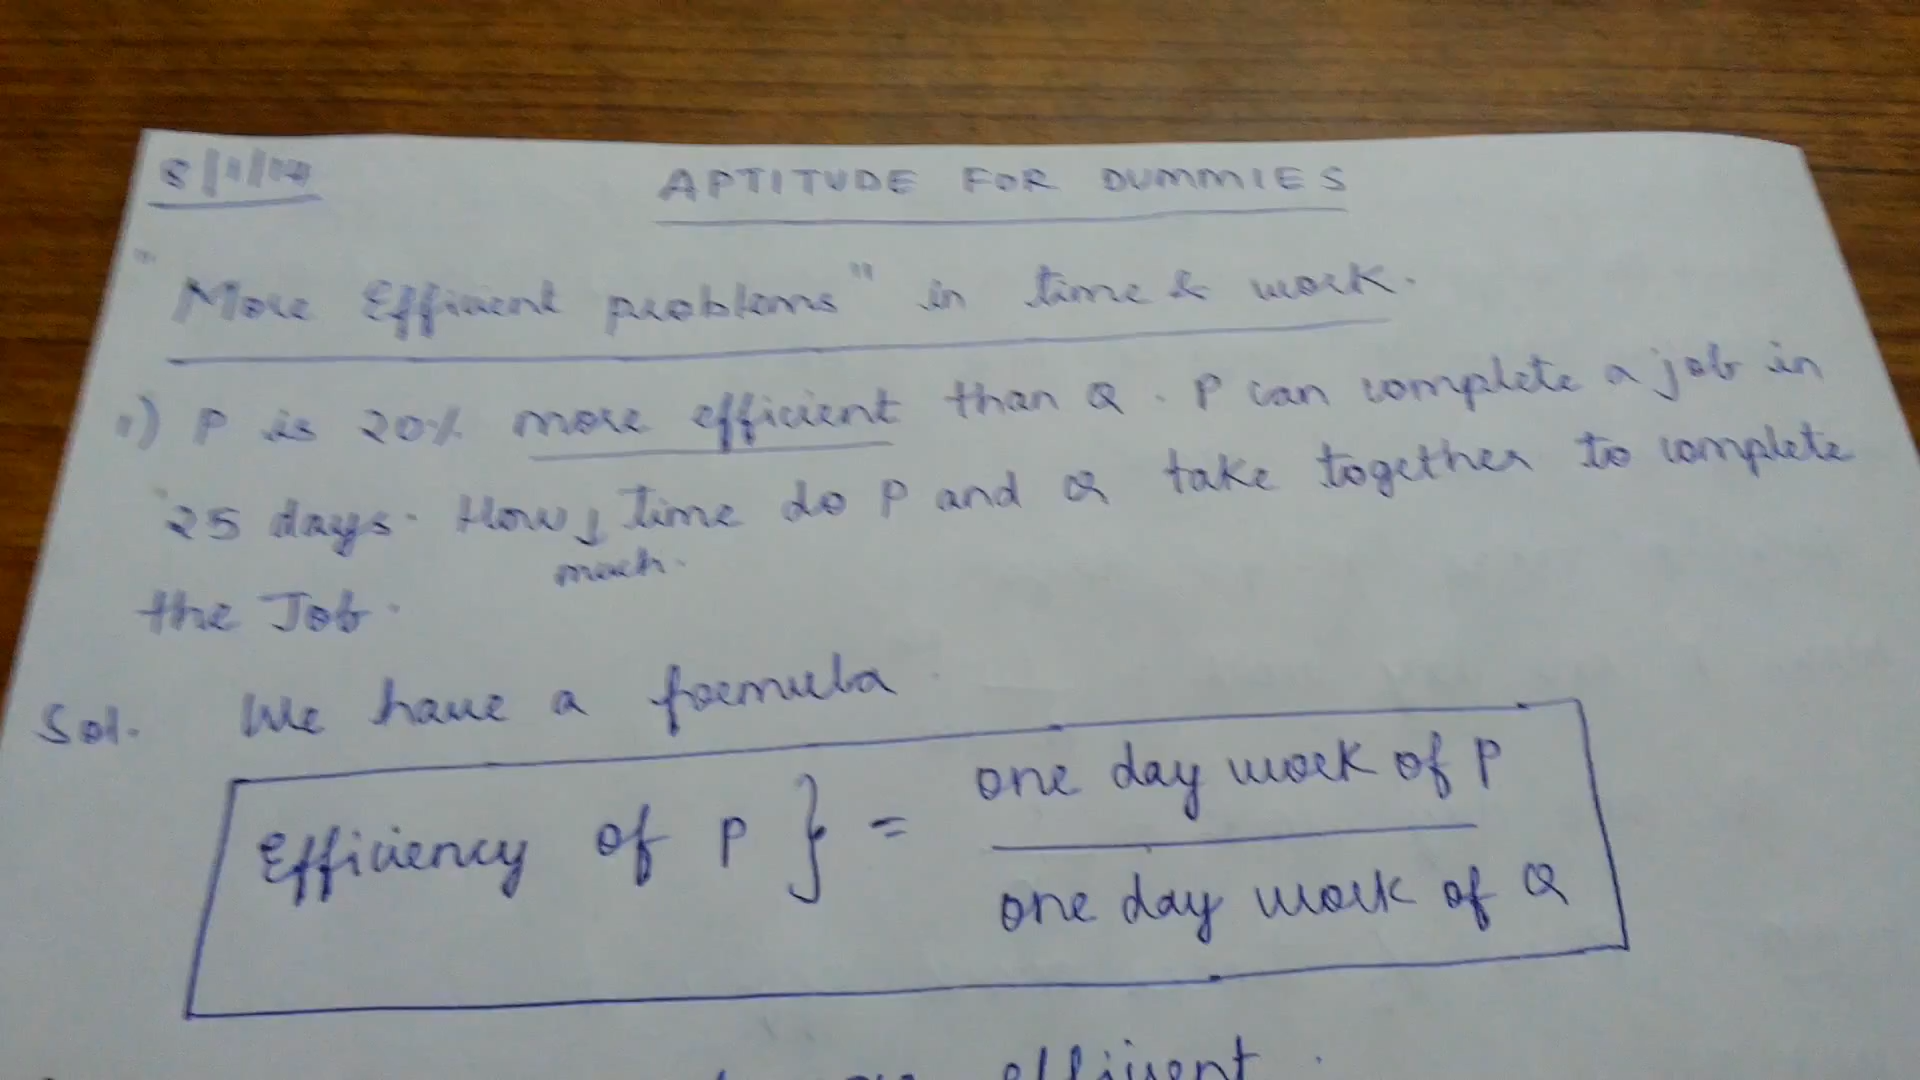 8/1/17
APTITUDE FOR DUMMIES
"More Efficient problems" in time & work.
1) P is 20% more efficient than Q. P can complete a job in
25 days. How much time do P and Q take together to complete
the Job.
Sol. We have a formula
Efficiency of P } = one day work of P
one day work of Q
efficient.